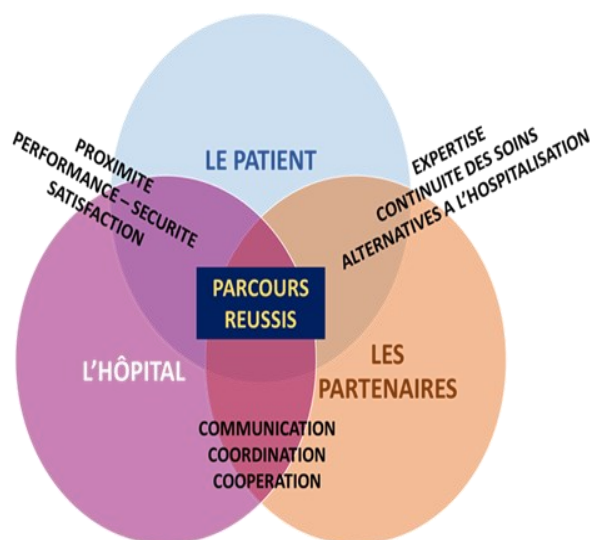 LE PATIENT
PROXIMITE
PERFORMANCE – SECURITE
SATISFACTION
EXPERTISE
CONTINUITE DES SOINS
ALTERNATIVES A L'HOSPITALISATION
PARCOURS
REUSSIS
L'HÔPITAL
LES
PARTENAIRES
COMMUNICATION
COORDINATION
COOPERATION